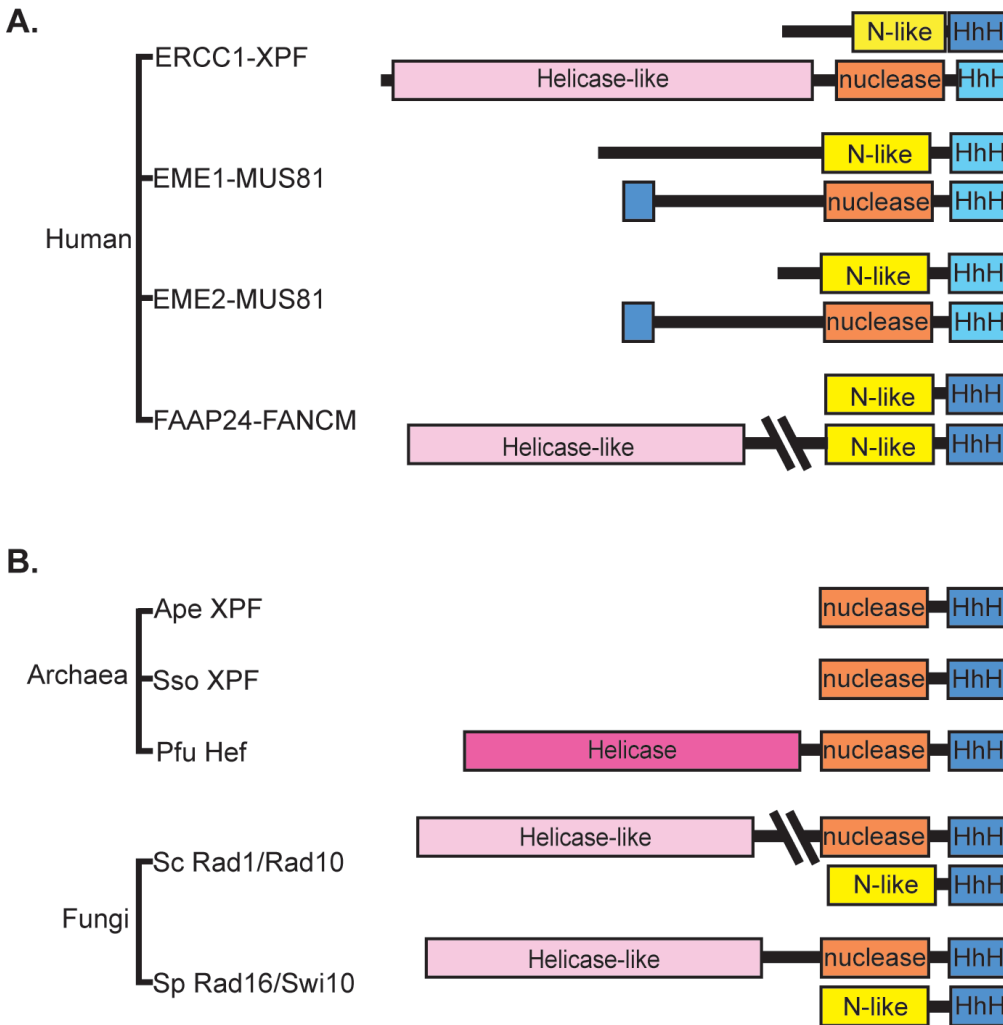 A.
N-like HhH
ERCC1-XPF
Helicase-like nuclease HhH
N-like HhH
EME1-MUS81
nuclease HhH
Human
N-like HhH
EME2-MUS81
nuclease HhH
N-like HhH
FAAP24-FANCM
Helicase-like N-like HhH
B.
Ape XPF nuclease HhH
Archaea
Sso XPF nuclease HhH
Pfu Hef Helicase nuclease HhH
Helicase-like nuclease HhH
Sc Rad1/Rad10
N-like HhH
Fungi
Helicase-like nuclease HhH
Sp Rad16/Swi10
N-like HhH